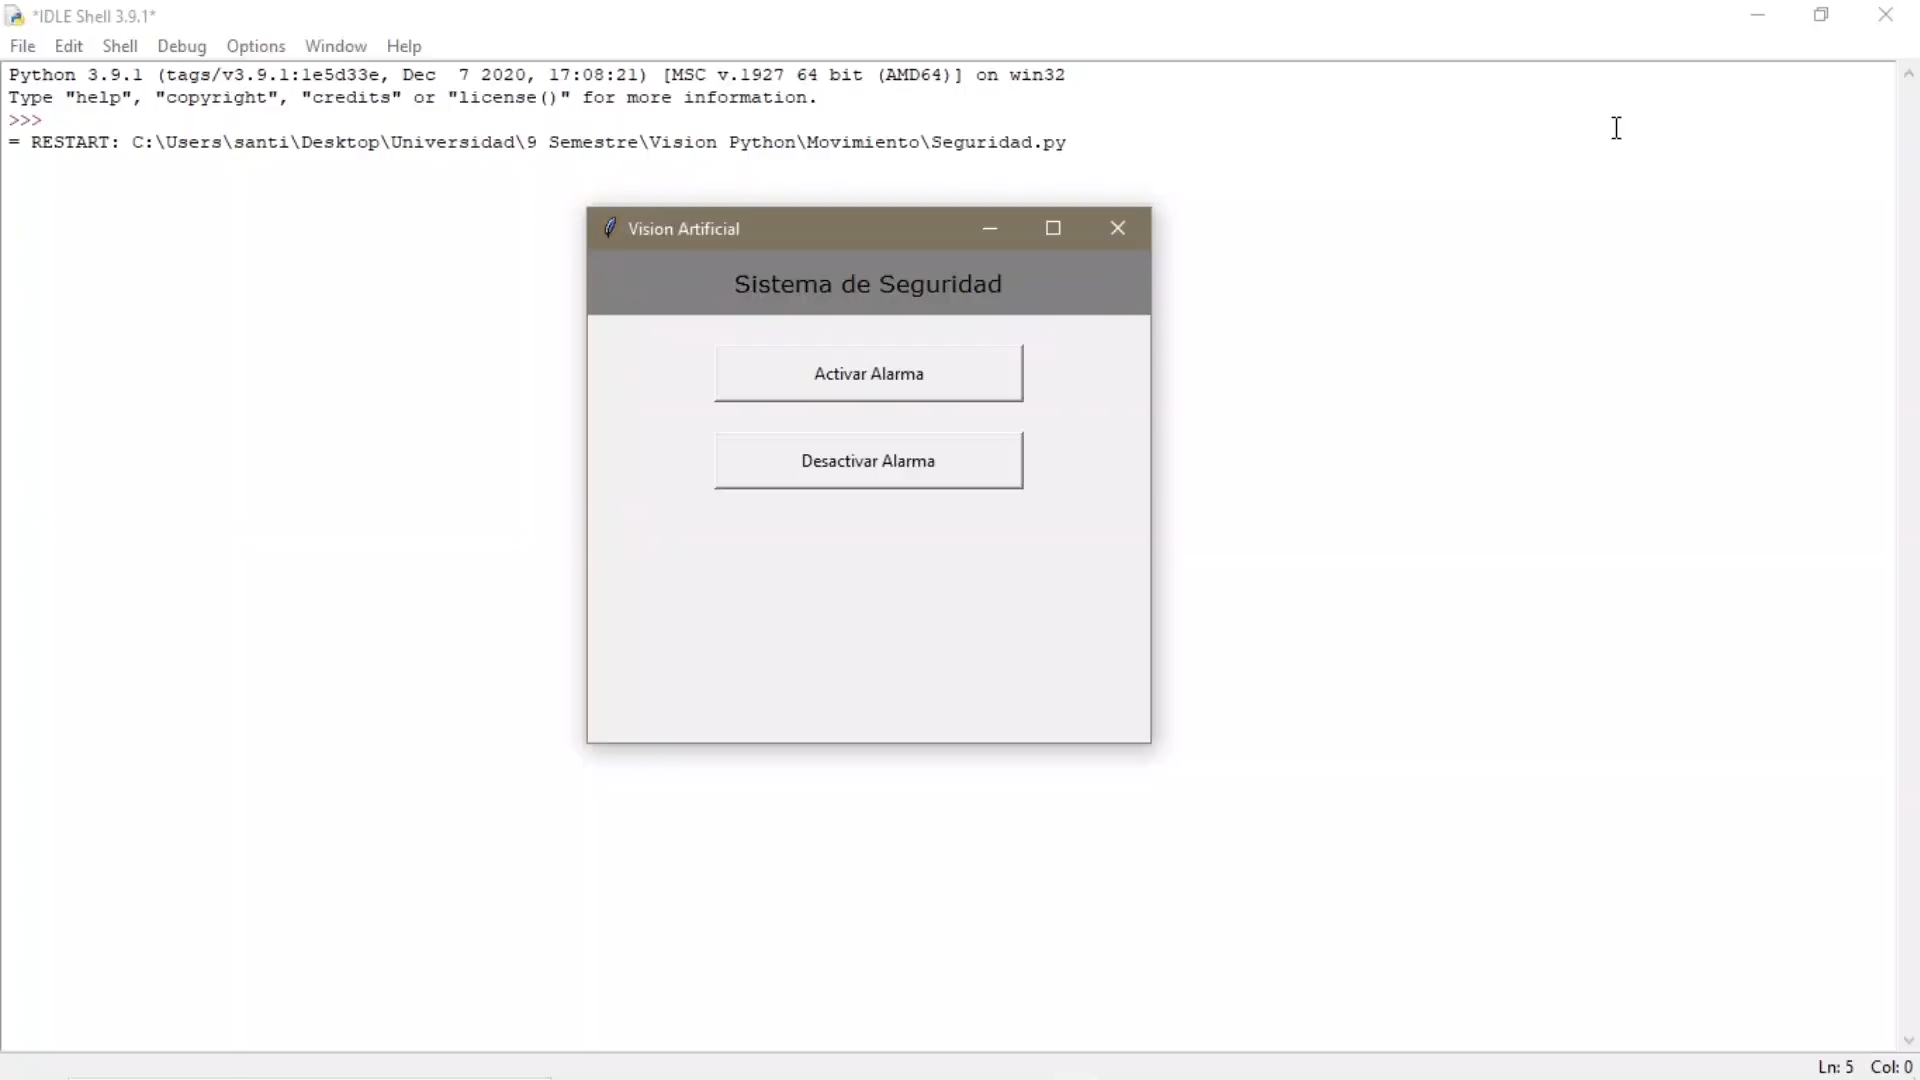 *IDLE Shell 3.9.1*
File Edit Shell Debug Options Window Help
Python 3.9.1 (tags/v3.9.1:1e5d33e, Dec  7 2020, 17:08:21) [MSC v.1927 64 bit (AMD64)] on win32
Type "help", "copyright", "credits" or "license()" for more information.
>>>
= RESTART: C:\Users\santi\Desktop\Universidad\9 Semestre\Vision Python\Movimiento\Seguridad.py
Vision Artificial
Sistema de Seguridad
Activar Alarma
Desactivar Alarma
Ln: 5 Col: 0